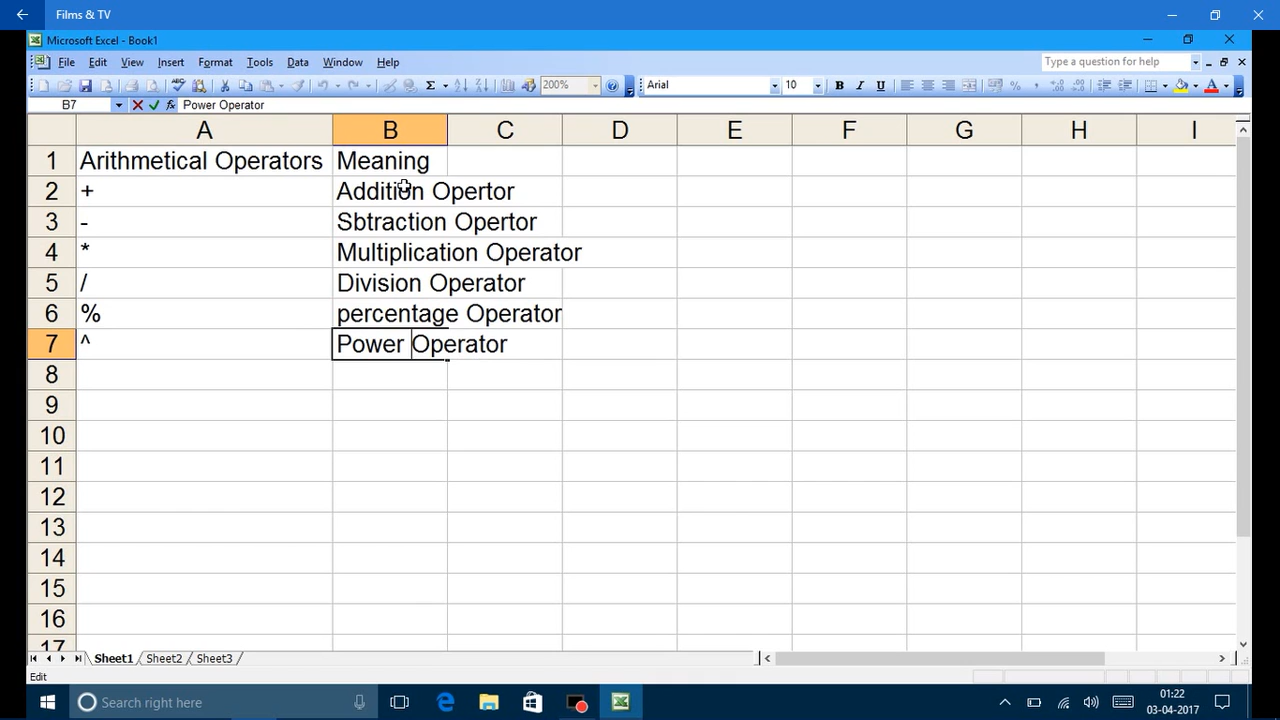 Films & TV
Microsoft Excel - Book1
File Edit View Insert Format Tools Data Window Help Type a question for help
Σ 200% Arial 10 B I U % ,
B7 fx Power Operator
A B C D E F G H I
1 Arithmetical Operators Meaning
2 + Addition Opertor
3 - Sbtraction Opertor
4 * Multiplication Operator
5 / Division Operator
6 % percentage Operator
7 ^ Power Operator
8
9
10
11
12
13
14
15
16
17
Sheet1 Sheet2 Sheet3
Edit
Search right here 01:22
03-04-2017